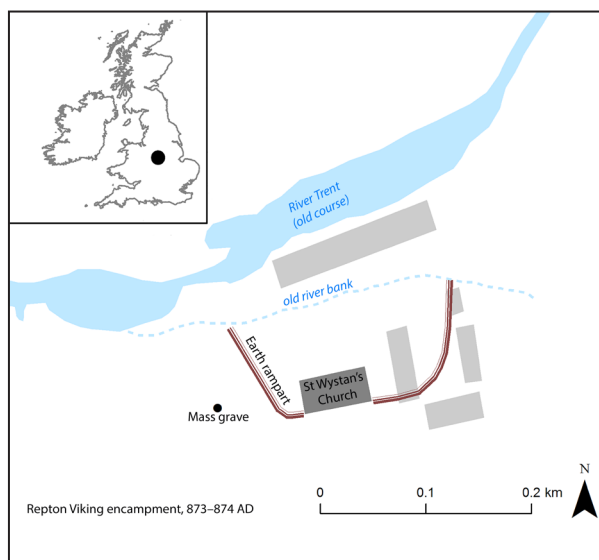 River Trent
(old course)
old river bank
Earth rampart
St Wystan's
Church
Mass grave
Repton Viking encampment, 873–874 AD
0 0.1 0.2 km
N